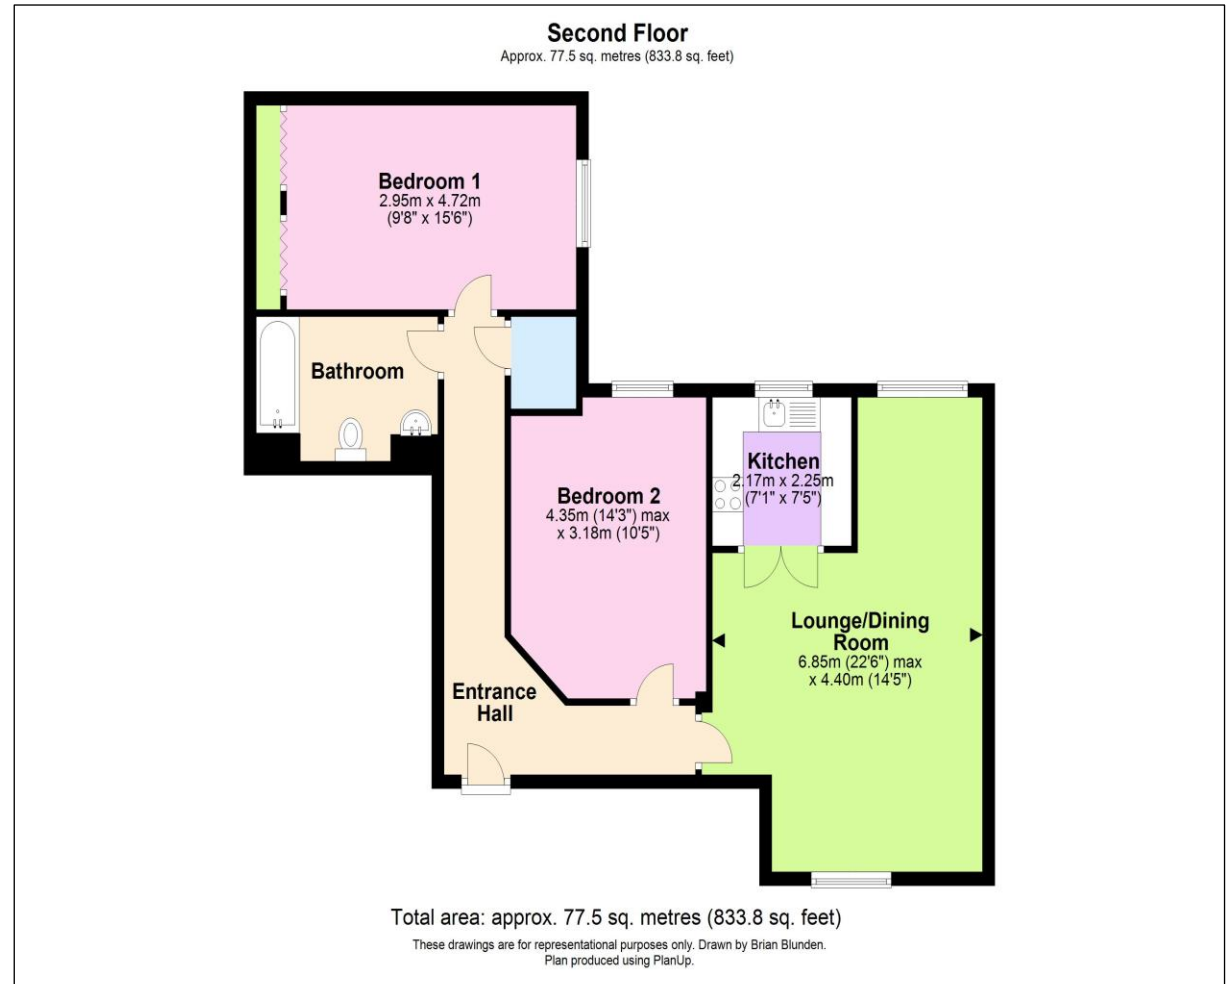 Second Floor
Approx. 77.5 sq. metres (833.8 sq. feet)
Bedroom 1
2.95m x 4.72m
(9'8" x 15'6")
Bathroom
Kitchen
2.17m x 2.25m
(7'1" x 7'5")
Bedroom 2
4.35m (14'3") max
x 3.18m (10'5")
Lounge/Dining
Room
6.85m (22'6") max
x 4.40m (14'5")
Entrance
Hall
Total area: approx. 77.5 sq. metres (833.8 sq. feet)
These drawings are for representational purposes only. Drawn by Brian Blunden.
Plan produced using PlanUp.